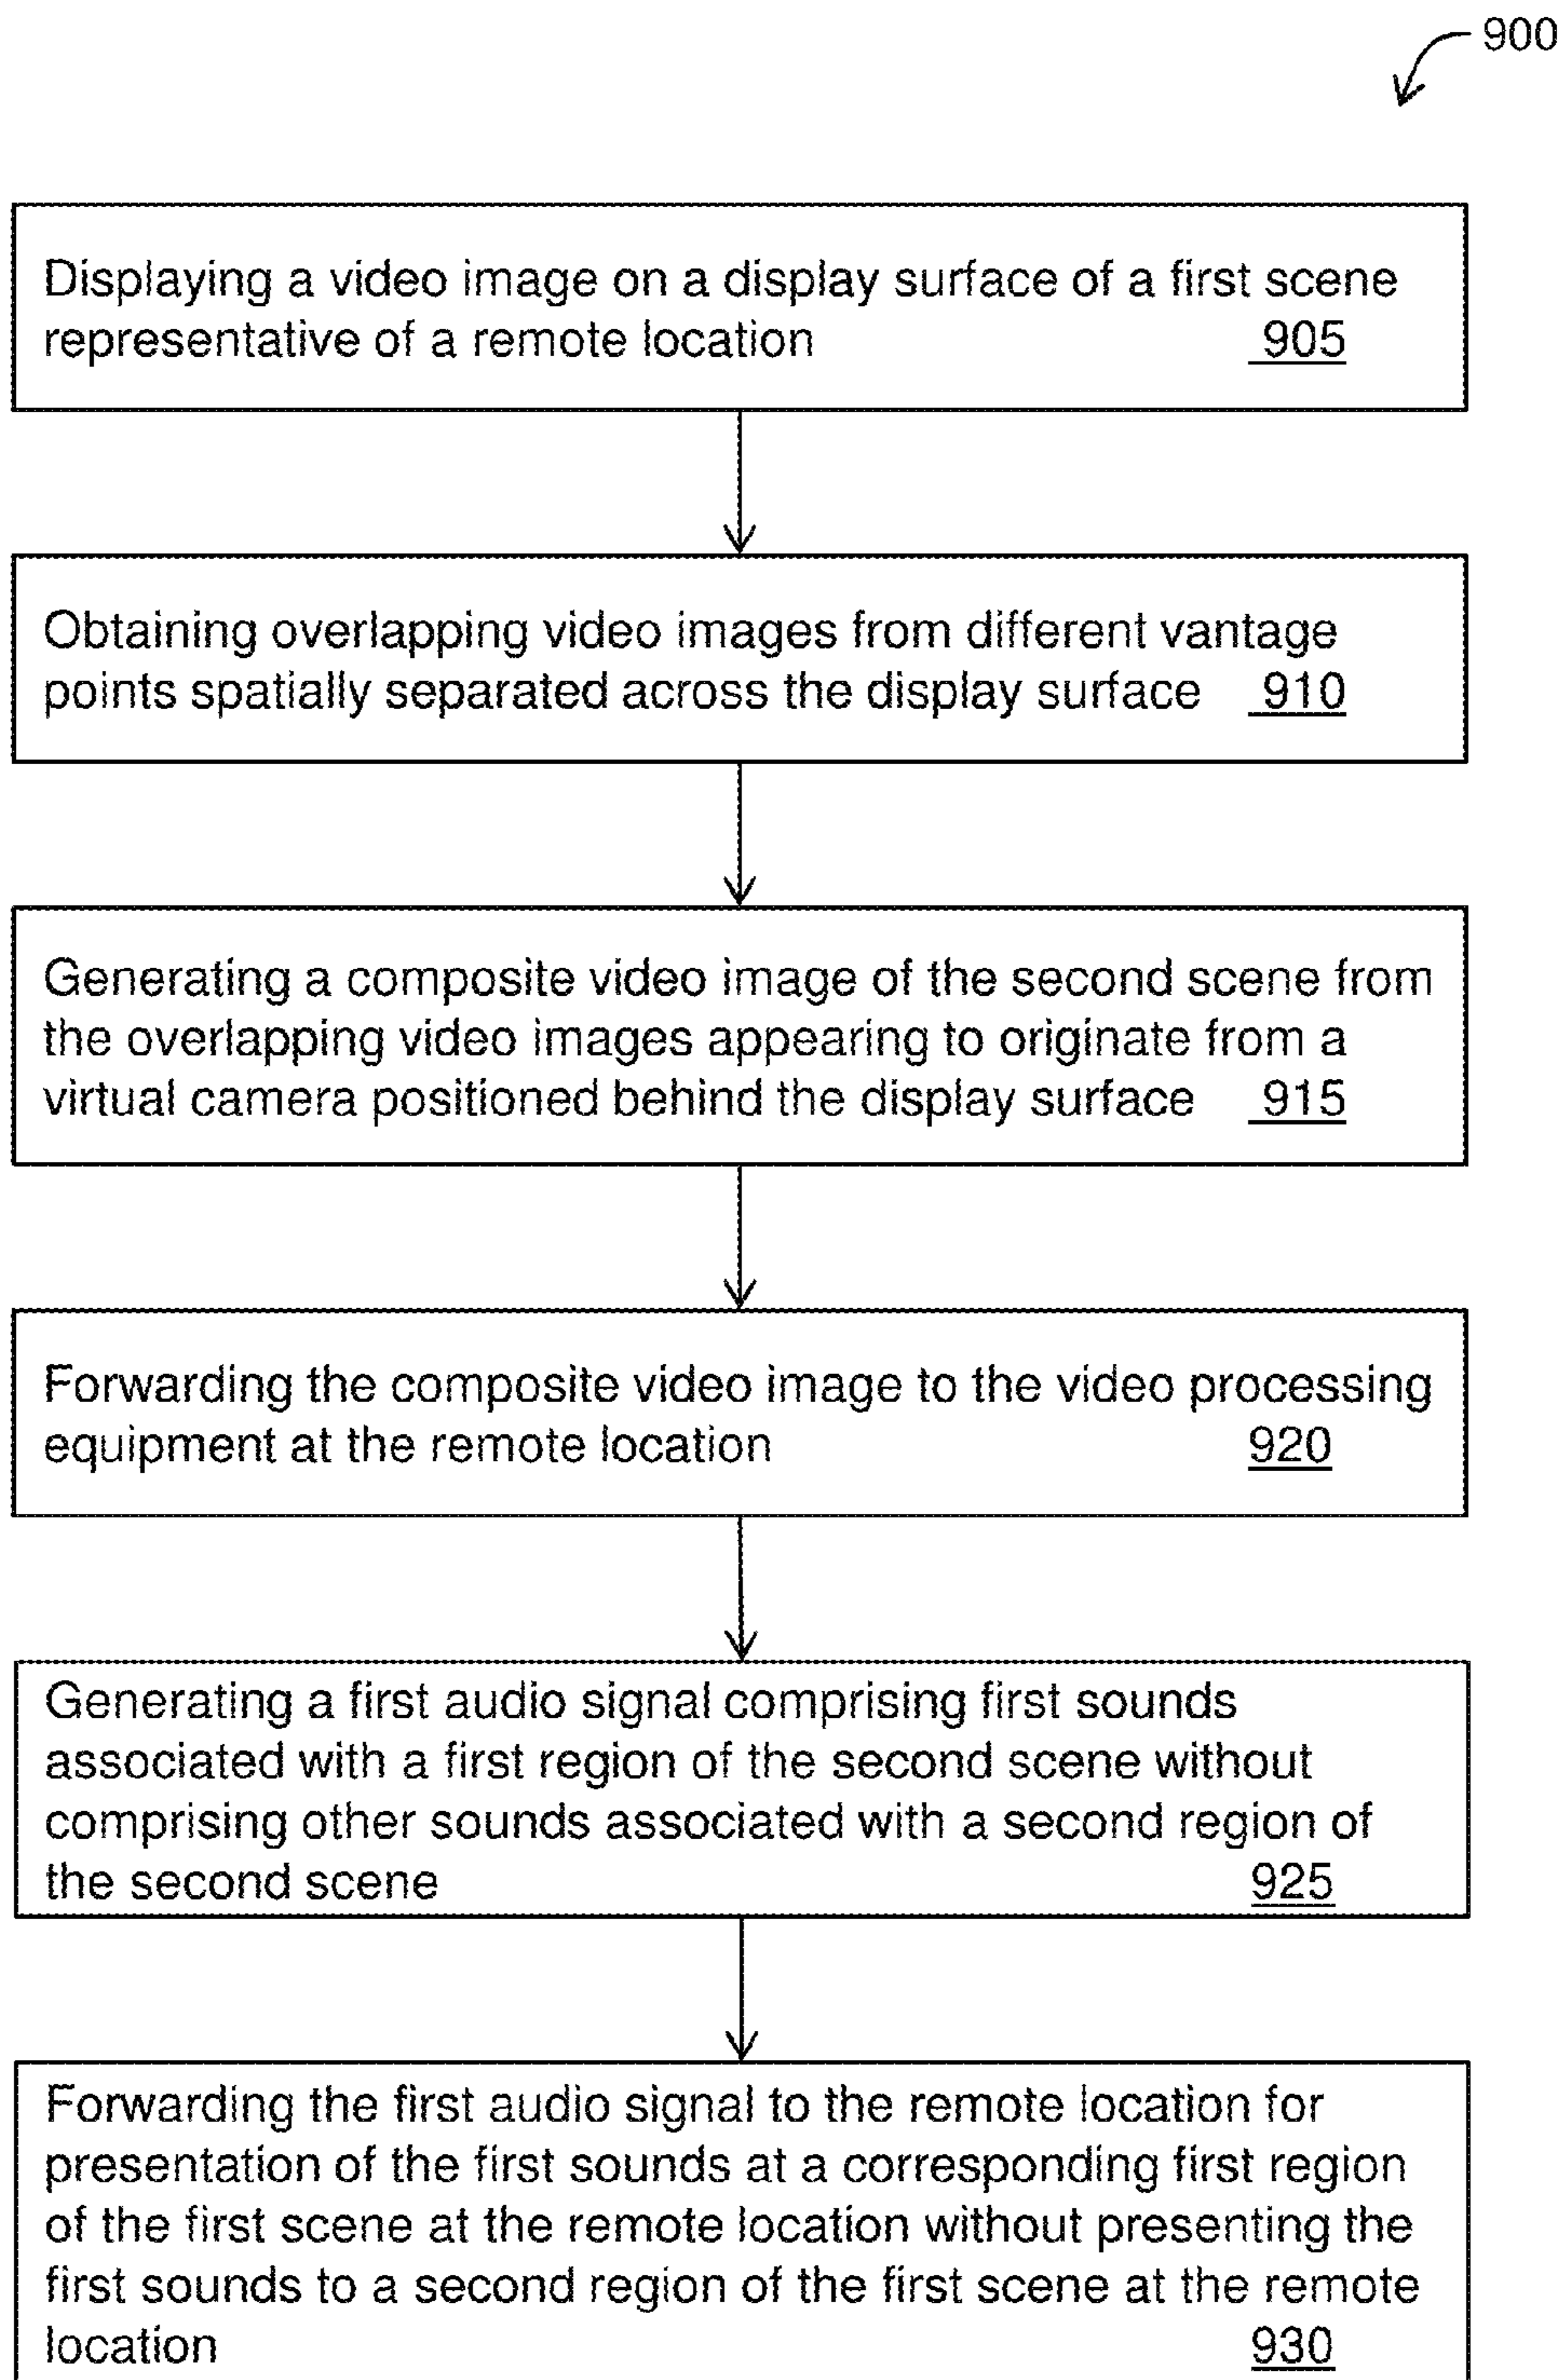 900
Displaying a video image on a display surface of a first scene
representative of a remote location 905
Obtaining overlapping video images from different vantage
points spatially separated across the display surface 910
Generating a composite video image of the second scene from
the overlapping video images appearing to originate from a
virtual camera positioned behind the display surface 915
Forwarding the composite video image to the video processing
equipment at the remote location 920
Generating a first audio signal comprising first sounds
associated with a first region of the second scene without
comprising other sounds associated with a second region of
the second scene 925
Forwarding the first audio signal to the remote location for
presentation of the first sounds at a corresponding first region
of the first scene at the remote location without presenting the
first sounds to a second region of the first scene at the remote
location 930